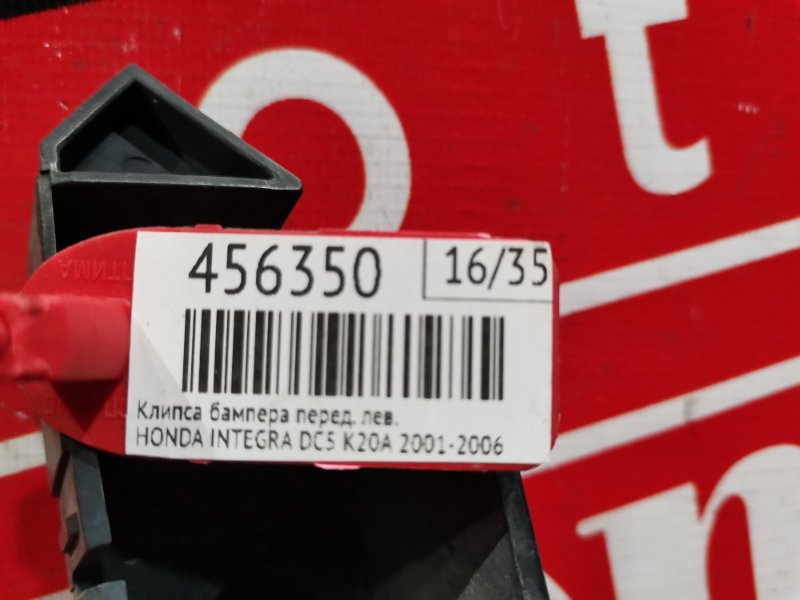 456350 16/35
Клипса бампера перед. лев.
HONDA INTEGRA DC5 K20A 2001-2006